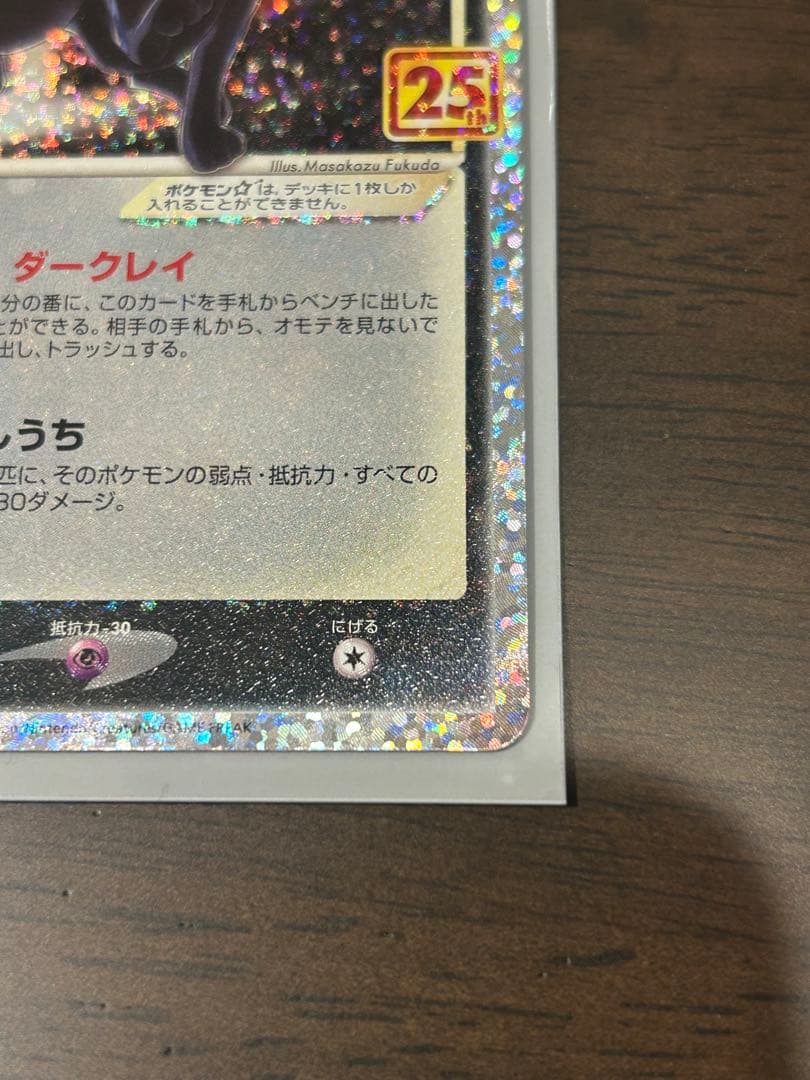 25th
Illus. Masakazu Fukuda
ポケモン☆は、デッキに1枚しか
入れることができません。
ダークレイ
分の番に、このカードを手札からベンチに出した
とができる。相手の手札から、オモテを見ないで
出し、トラッシュする。
しうち
匹に、そのポケモンの弱点・抵抗力・すべての
30ダメージ。
抵抗力 -30
にげる
Nintendo/Creatures/GAME FREAK